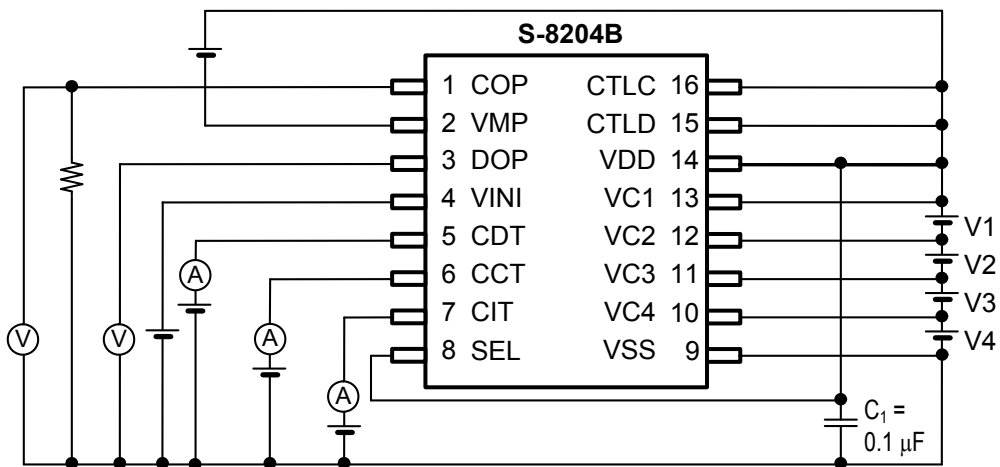 S-8204B
1 COP CTLC 16
2 VMP CTLD 15
3 DOP VDD 14
4 VINI VC1 13
5 CDT VC2 12
6 CCT VC3 11
7 CIT VC4 10
8 SEL VSS 9
V1
V2
V3
V4
A
V
V
A
A
C₁ =
0.1 μF